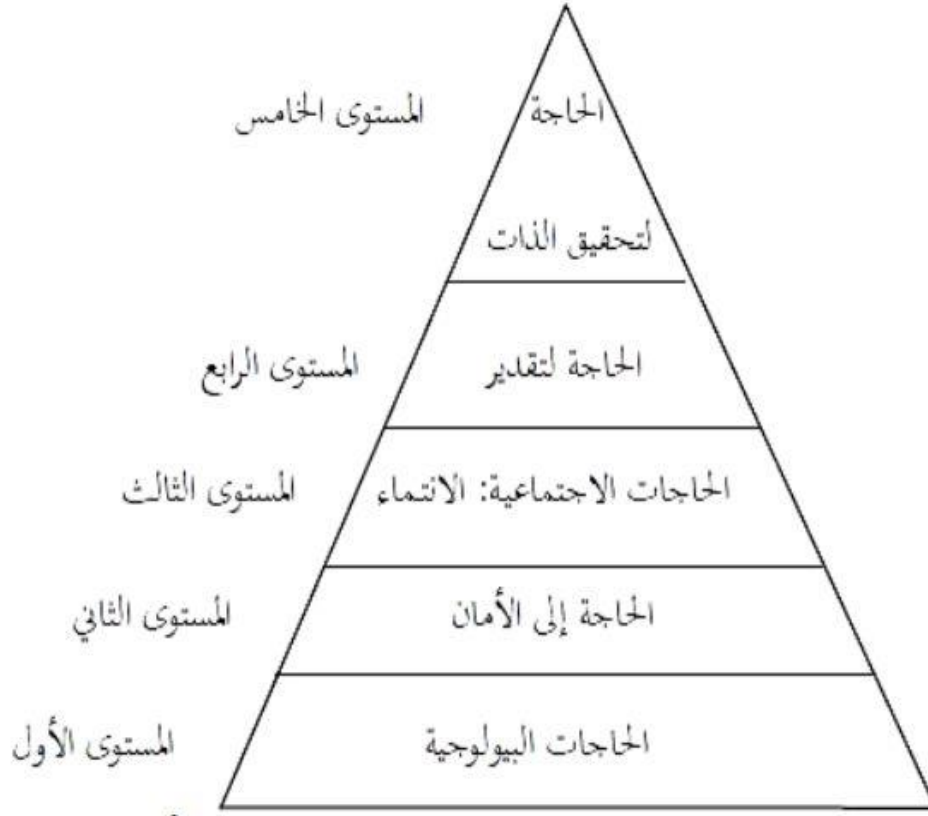 المستوى الخامس
الحاجة
لتحقيق الذات
المستوى الرابع
الحاجة لتقدير
المستوى الثالث
الحاجات الاجتماعية: الانتماء
المستوى الثاني
الحاجة إلى الأمان
المستوى الأول
الحاجات البيولوجية